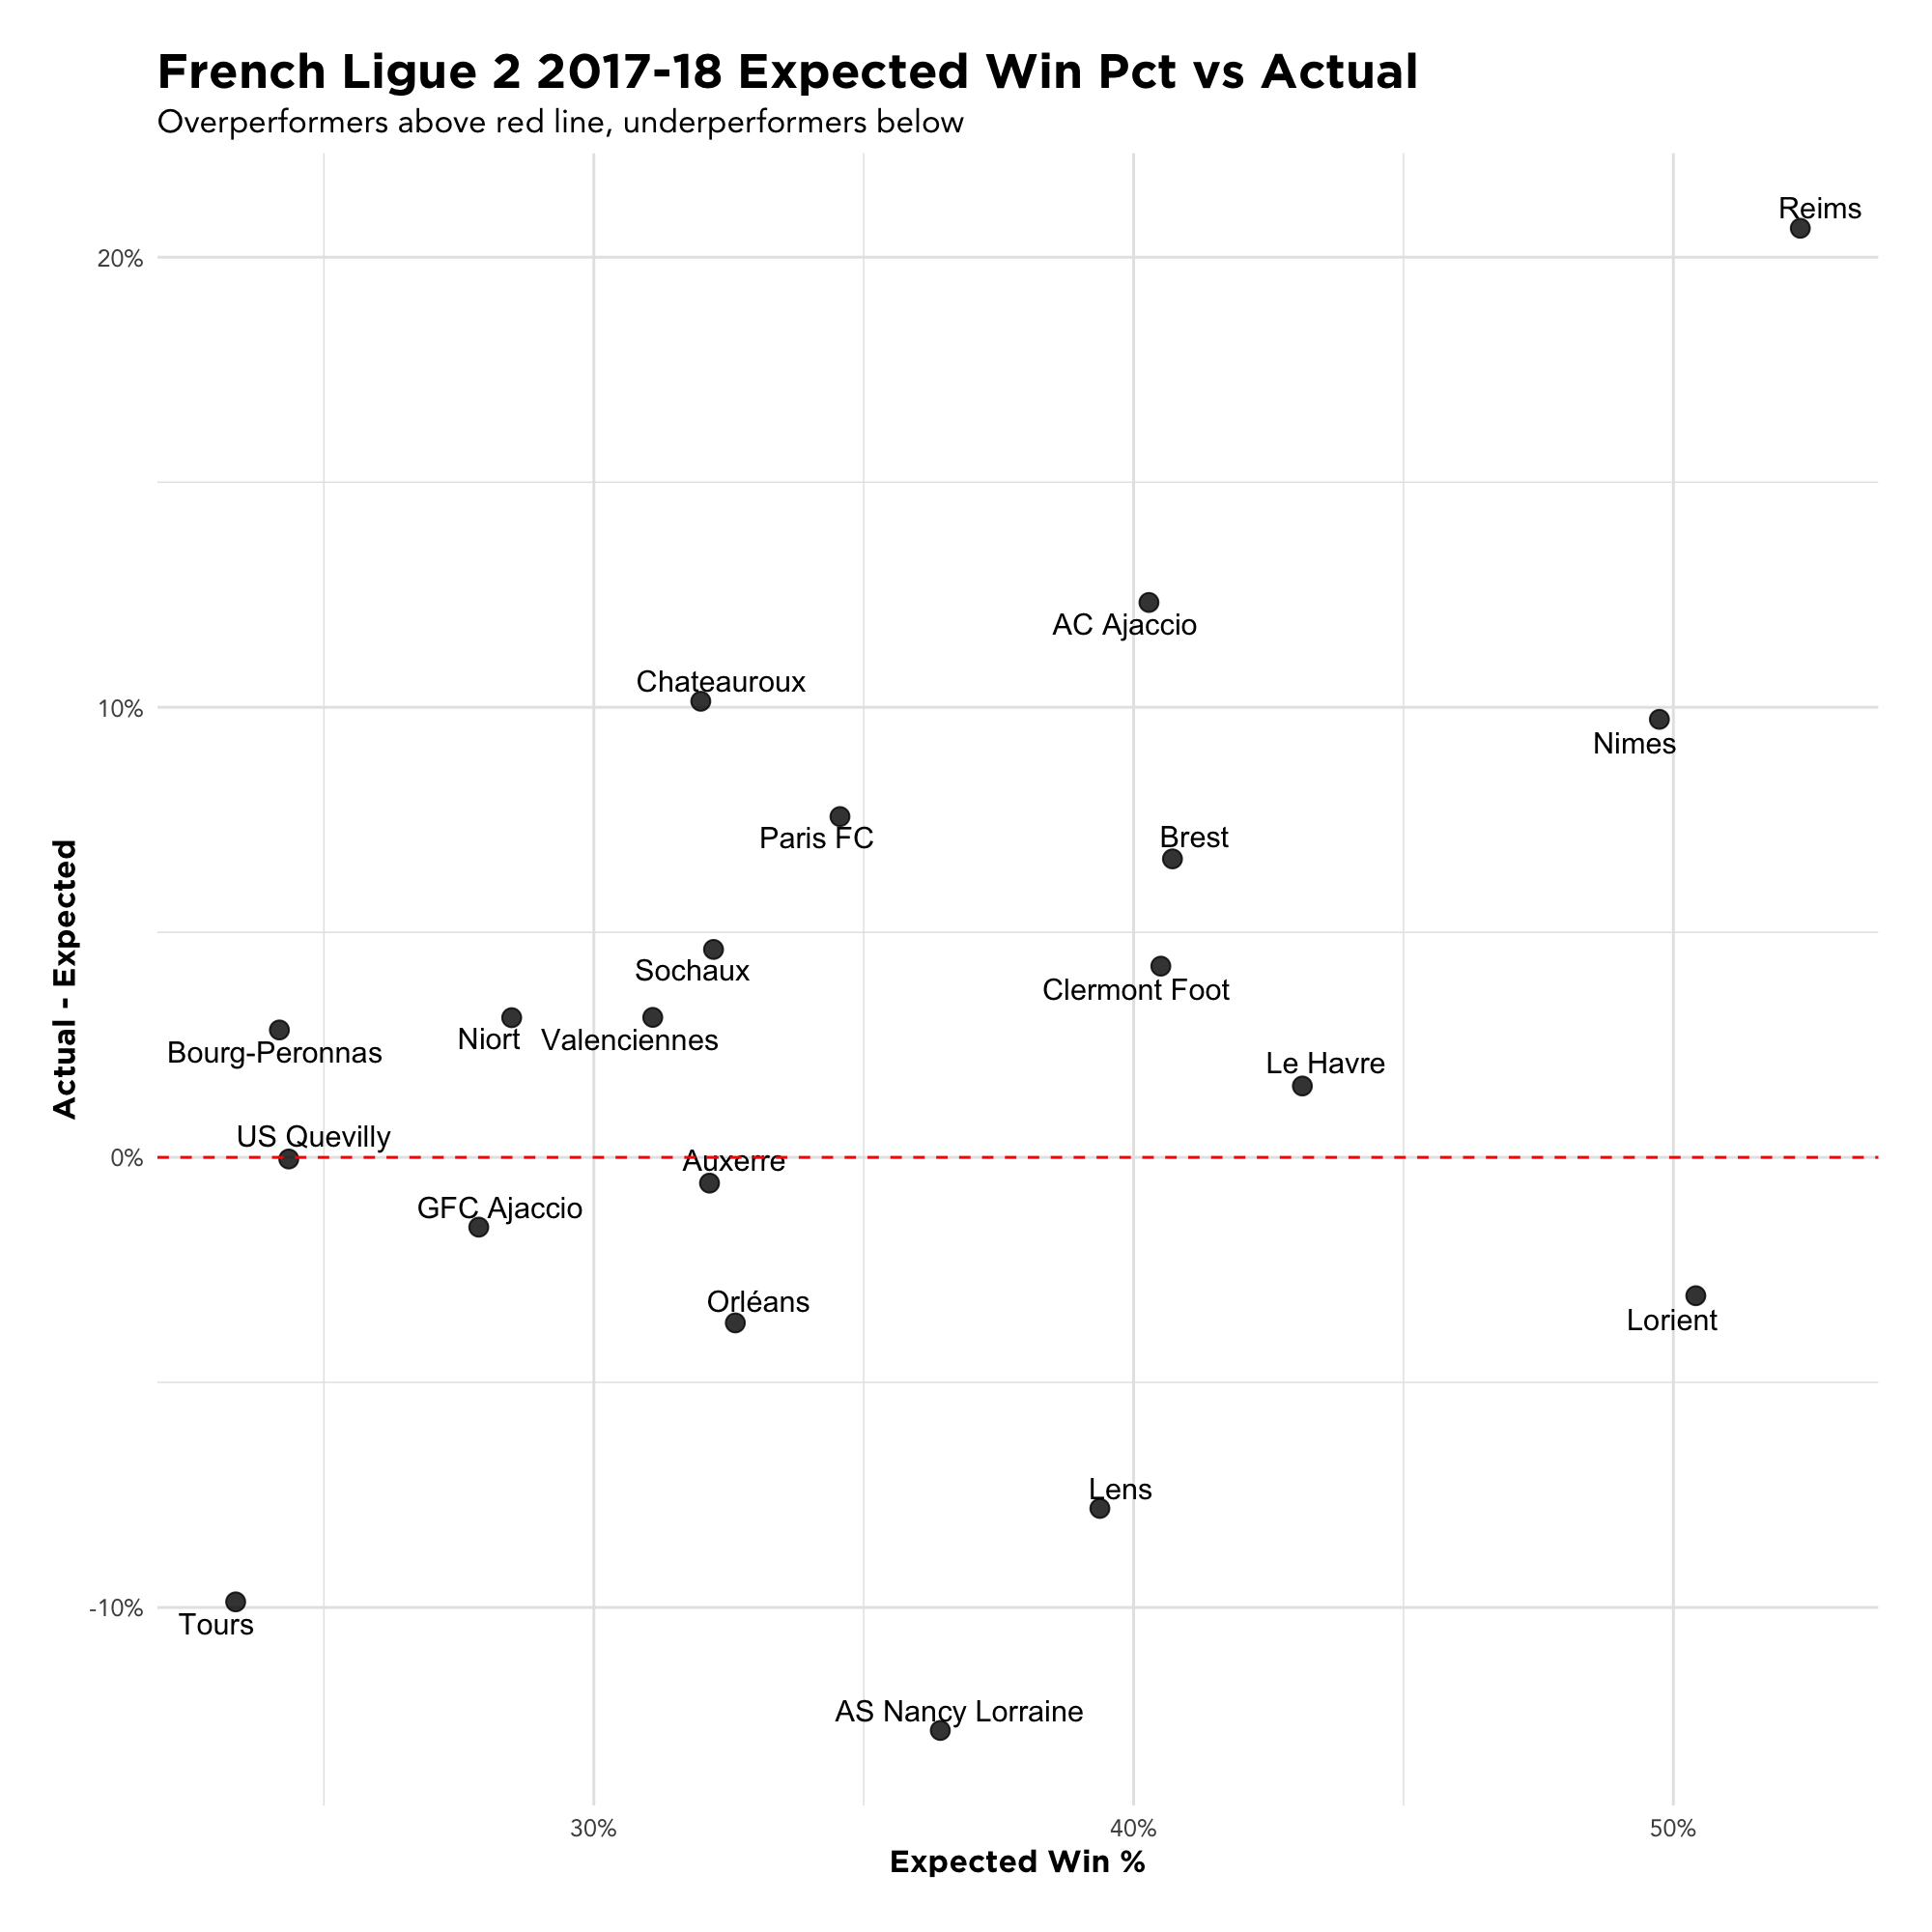 French Ligue 2 2017-18 Expected Win Pct vs Actual
Overperformers above red line, underperformers below
Reims
20%
AC Ajaccio
Chateauroux
10%
Nimes
Paris FC
Brest
Sochaux
Clermont Foot
Niort
Valenciennes
Bourg-Peronnas
Le Havre
US Quevilly
0%
Auxerre
GFC Ajaccio
Orléans
Lorient
Lens
-10%
Tours
AS Nancy Lorraine
Actual - Expected
30%
40%
50%
Expected Win %